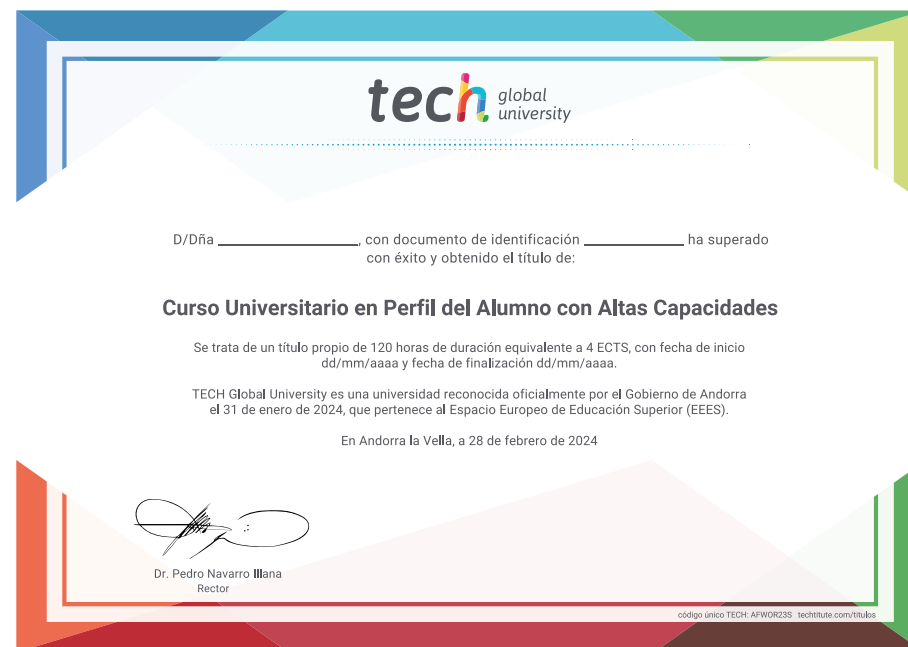 tech global university
D/Dña ____________________, con documento de identificación ______________ ha superado
con éxito y obtenido el título de:
Curso Universitario en Perfil del Alumno con Altas Capacidades
Se trata de un título propio de 120 horas de duración equivalente a 4 ECTS, con fecha de inicio
dd/mm/aaaa y fecha de finalización dd/mm/aaaa.
TECH Global University es una universidad reconocida oficialmente por el Gobierno de Andorra
el 31 de enero de 2024, que pertenece al Espacio Europeo de Educación Superior (EEES).
En Andorra la Vella, a 28 de febrero de 2024
Dr. Pedro Navarro Illana
Rector
código único TECH: AFWOR23S techtitute.com/titulos